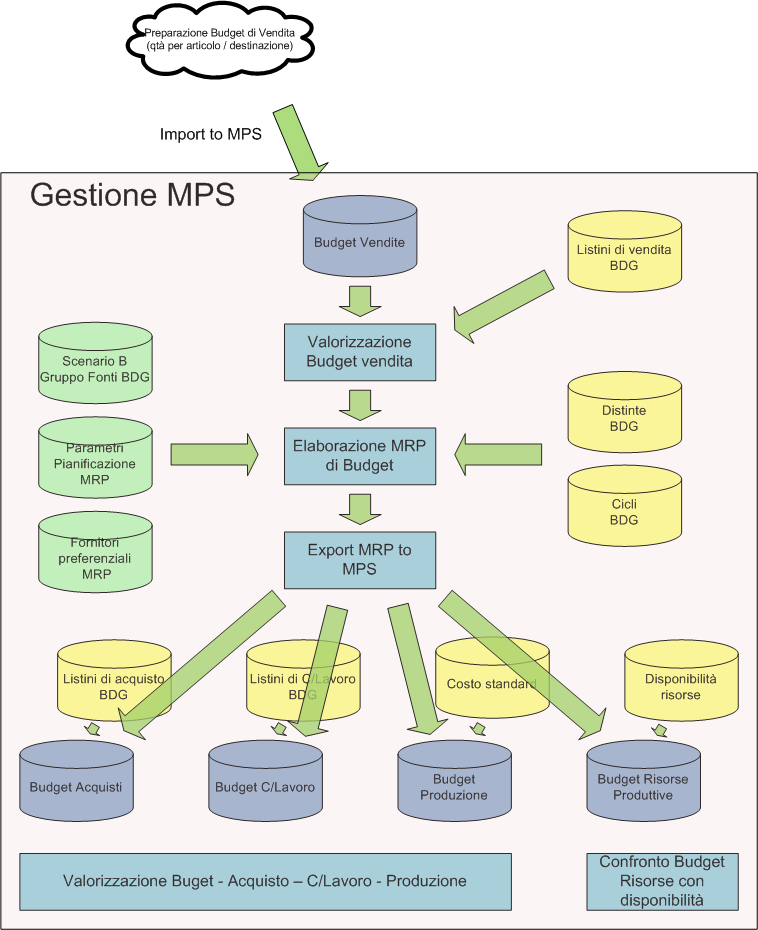 Preparazione Budget di Vendita
(qtà per articolo / destinazione)
Import to MPS
Gestione MPS
Budget Vendite
Listini di vendita
BDG
Valorizzazione
Budget vendita
Scenario B
Gruppo Fonti BDG
Distinte
BDG
Parametri
Pianificazione
MRP
Elaborazione MRP
di Budget
Cicli
BDG
Fornitori
preferenziali
MRP
Export MRP to
MPS
Listini di acquisto
BDG
Listini di C/Lavoro
BDG
Costo standard
Disponibilità
risorse
Budget Acquisti
Budget C/Lavoro
Budget
Produzione
Budget Risorse
Produttive
Valorizzazione Buget - Acquisto – C/Lavoro - Produzione
Confronto Budget
Risorse con
disponibilità